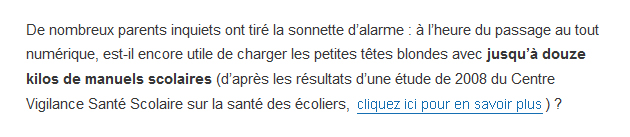 De nombreux parents inquiets ont tiré la sonnette d'alarme : à l'heure du passage au tout
numérique, est-il encore utile de charger les petites têtes blondes avec jusqu'à douze
kilos de manuels scolaires (d'après les résultats d'une étude de 2008 du Centre
Vigilance Santé Scolaire sur la santé des écoliers, cliquez ici pour en savoir plus ) ?